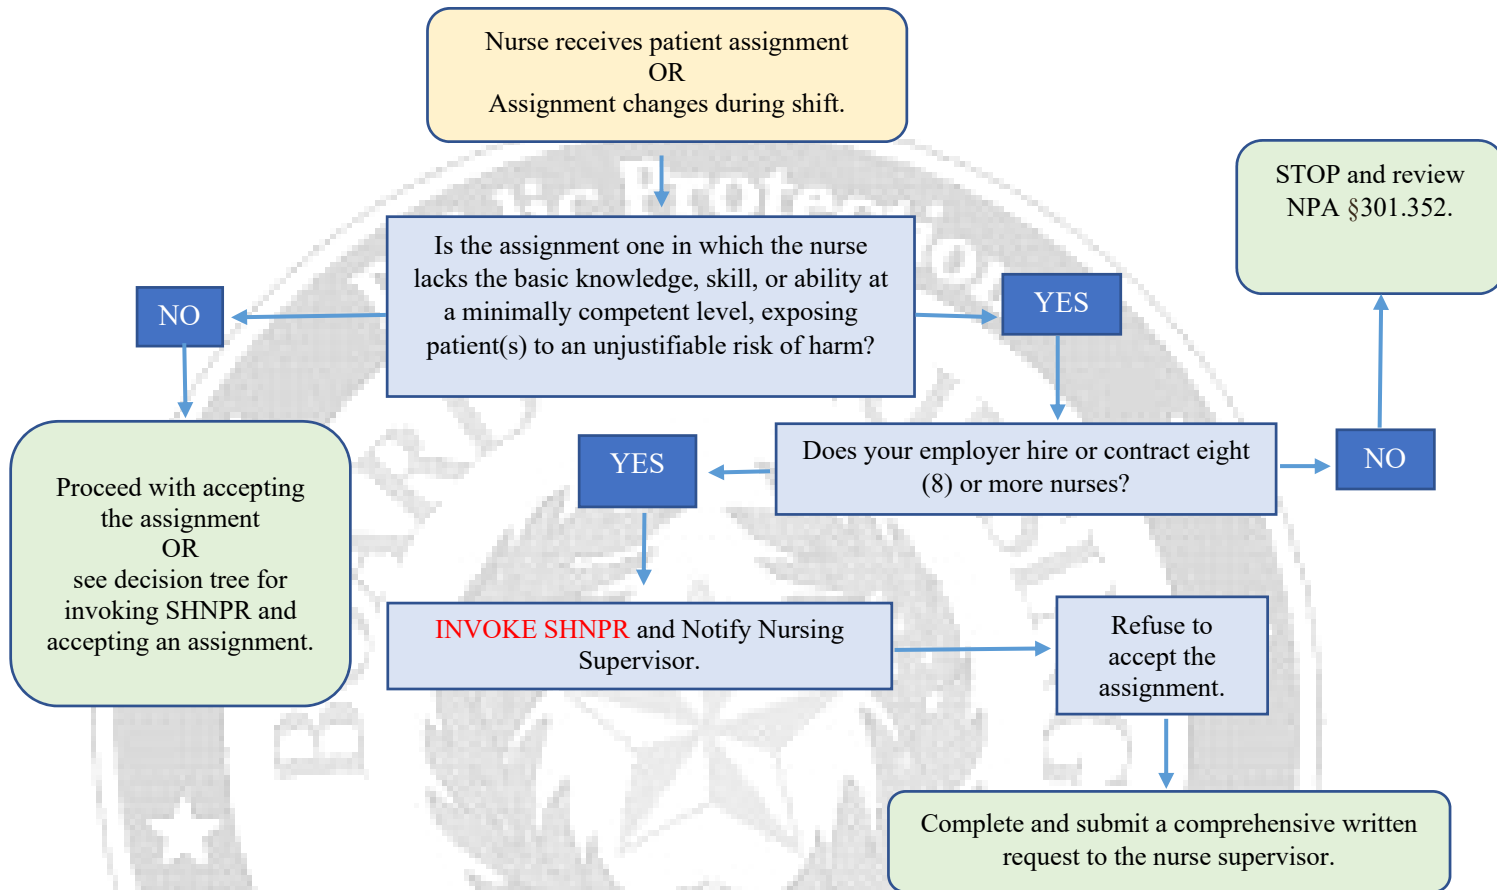 Nurse receives patient assignment
OR
Assignment changes during shift.
STOP and review
NPA §301.352.
Is the assignment one in which the nurse
lacks the basic knowledge, skill, or ability at
a minimally competent level, exposing
patient(s) to an unjustifiable risk of harm?
NO
YES
Does your employer hire or contract eight
(8) or more nurses?
YES
NO
Proceed with accepting
the assignment
OR
see decision tree for
invoking SHNPR and
accepting an assignment.
INVOKE SHNPR and Notify Nursing
Supervisor.
Refuse to
accept the
assignment.
Complete and submit a comprehensive written
request to the nurse supervisor.